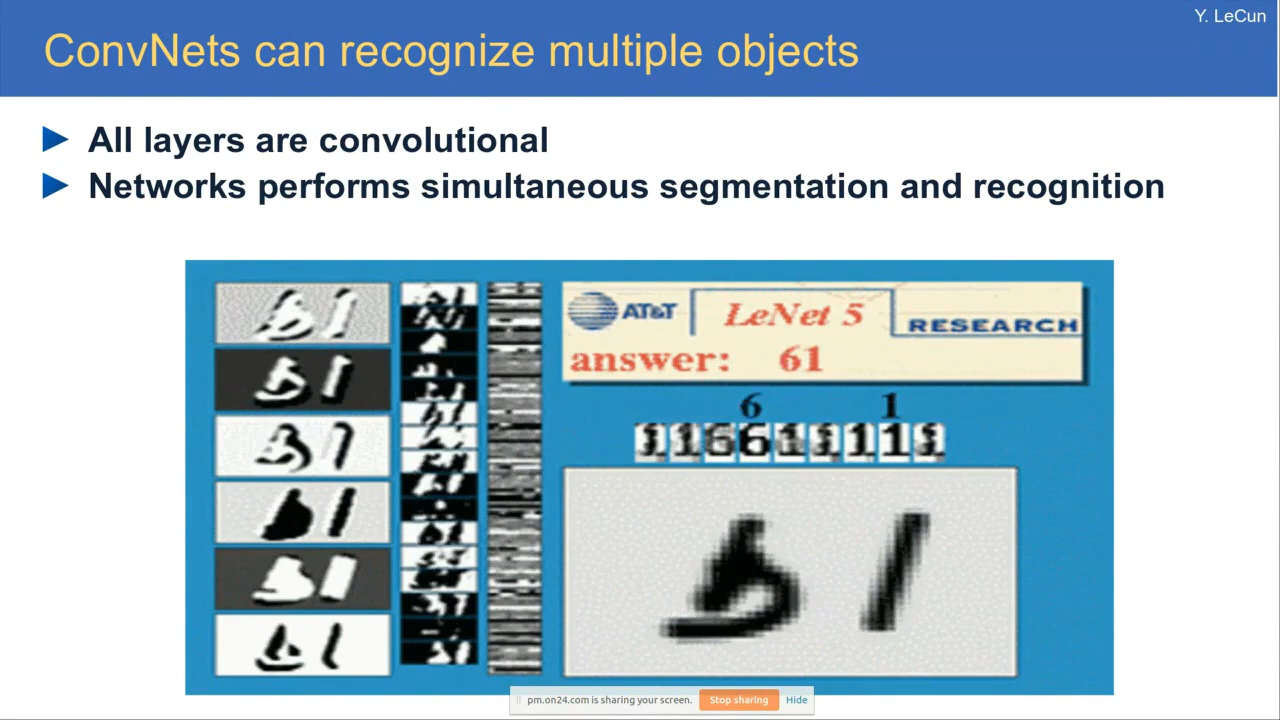 Y. LeCun
ConvNets can recognize multiple objects
All layers are convolutional
Networks performs simultaneous segmentation and recognition
AT&T
LeNet 5
RESEARCH
answer: 61
6 1
pm.on24.com is sharing your screen. Stop sharing Hide